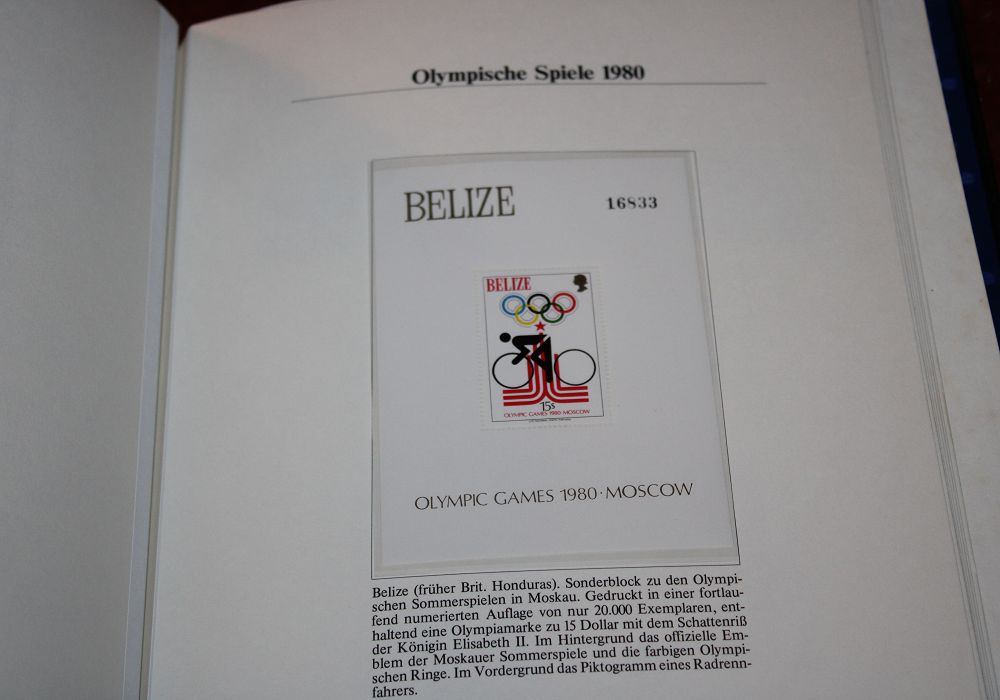 Olympische Spiele 1980
BELIZE 16833
BELIZE
15s
OLYMPIC GAMES 1980 MOSCOW
OLYMPIC GAMES 1980·MOSCOW
Belize (früher Brit. Honduras). Sonderblock zu den Olympi-
schen Sommerspielen in Moskau. Gedruckt in einer fortlau-
fend numerierten Auflage von nur 20.000 Exemplaren, ent-
haltend eine Olympiamarke zu 15 Dollar mit dem Schattenriß
der Königin Elisabeth II. Im Hintergrund das offizielle Em-
blem der Moskauer Sommerspiele und die farbigen Olympi-
schen Ringe. Im Vordergrund das Piktogramm eines Radrenn-
fahrers.